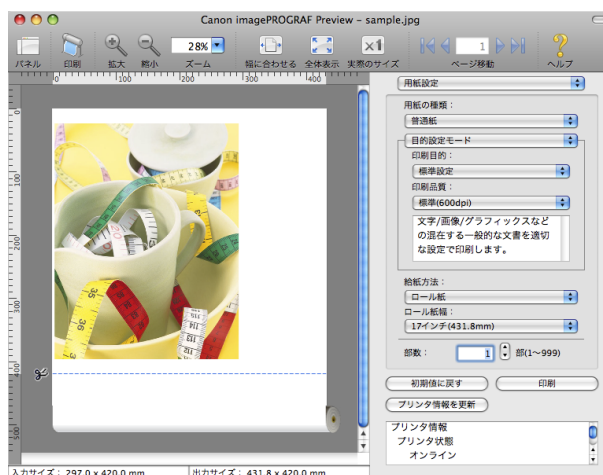 Canon imagePROGRAF Preview – sample.jpg
28%
1
パネル 印刷 拡大 縮小 ズーム 幅に合わせる 全体表示 実際のサイズ ページ移動 ヘルプ
0 100 200 300 400
0
100
200
300
400
500
用紙設定
用紙の種類：
普通紙
目的設定モード
印刷目的：
標準設定
印刷品質：
標準(600dpi)
文字/画像/グラフィックスなど
の混在する一般的な文書を適切
な設定で印刷します。
給紙方法：
ロール紙
ロール紙幅：
17インチ(431.8mm)
部数： 1 部(1〜999)
初期値に戻す 印刷
プリンタ情報を更新
プリンタ情報
プリンタ状態
オンライン
入力サイズ： 297.0 x 420.0 mm 出力サイズ： 431.8 x 420.0 mm